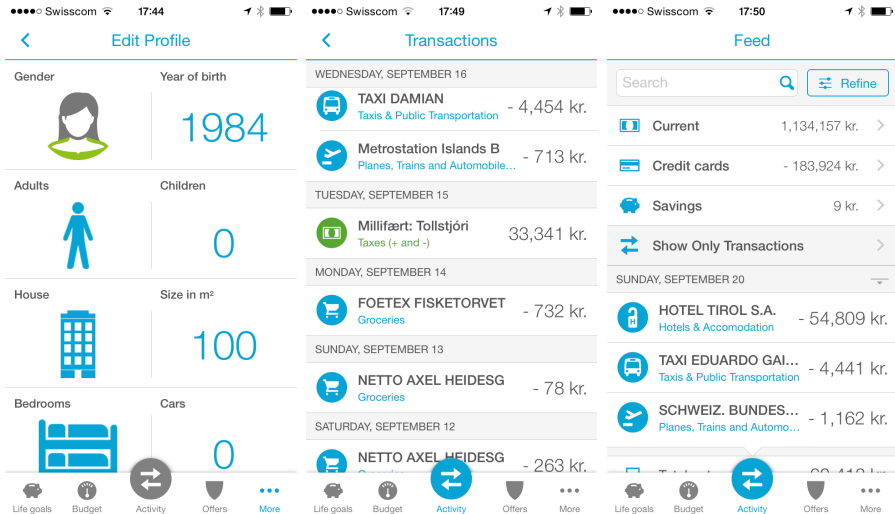 Swisscom 17:44
Edit Profile
Gender Year of birth
1984
Adults Children
0
House Size in m²
100
Bedrooms Cars
0
Life goals Budget Activity Offers More
Swisscom 17:49
Transactions
WEDNESDAY, SEPTEMBER 16
TAXI DAMIAN
Taxis & Public Transportation
- 4,454 kr.
Metrostation Islands B
Planes, Trains and Automobile...
- 713 kr.
TUESDAY, SEPTEMBER 15
Millifært: Tollstjóri
Taxes (+ and -)
33,341 kr.
MONDAY, SEPTEMBER 14
FOETEX FISKETORVET
Groceries
- 732 kr.
SUNDAY, SEPTEMBER 13
NETTO AXEL HEIDESG
Groceries
- 78 kr.
SATURDAY, SEPTEMBER 12
NETTO AXEL HEIDESG
- 263 kr.
Life goals Budget Activity Offers More
Swisscom 17:50
Feed
Search
Refine
Current 1,134,157 kr.
Credit cards - 183,924 kr.
Savings 9 kr.
Show Only Transactions
SUNDAY, SEPTEMBER 20
HOTEL TIROL S.A.
Hotels & Accomodation
- 54,809 kr.
TAXI EDUARDO GAI...
Taxis & Public Transportation
- 4,441 kr.
SCHWEIZ. BUNDES...
Planes, Trains and Automo...
- 1,162 kr.
Life goals Budget Activity Offers More